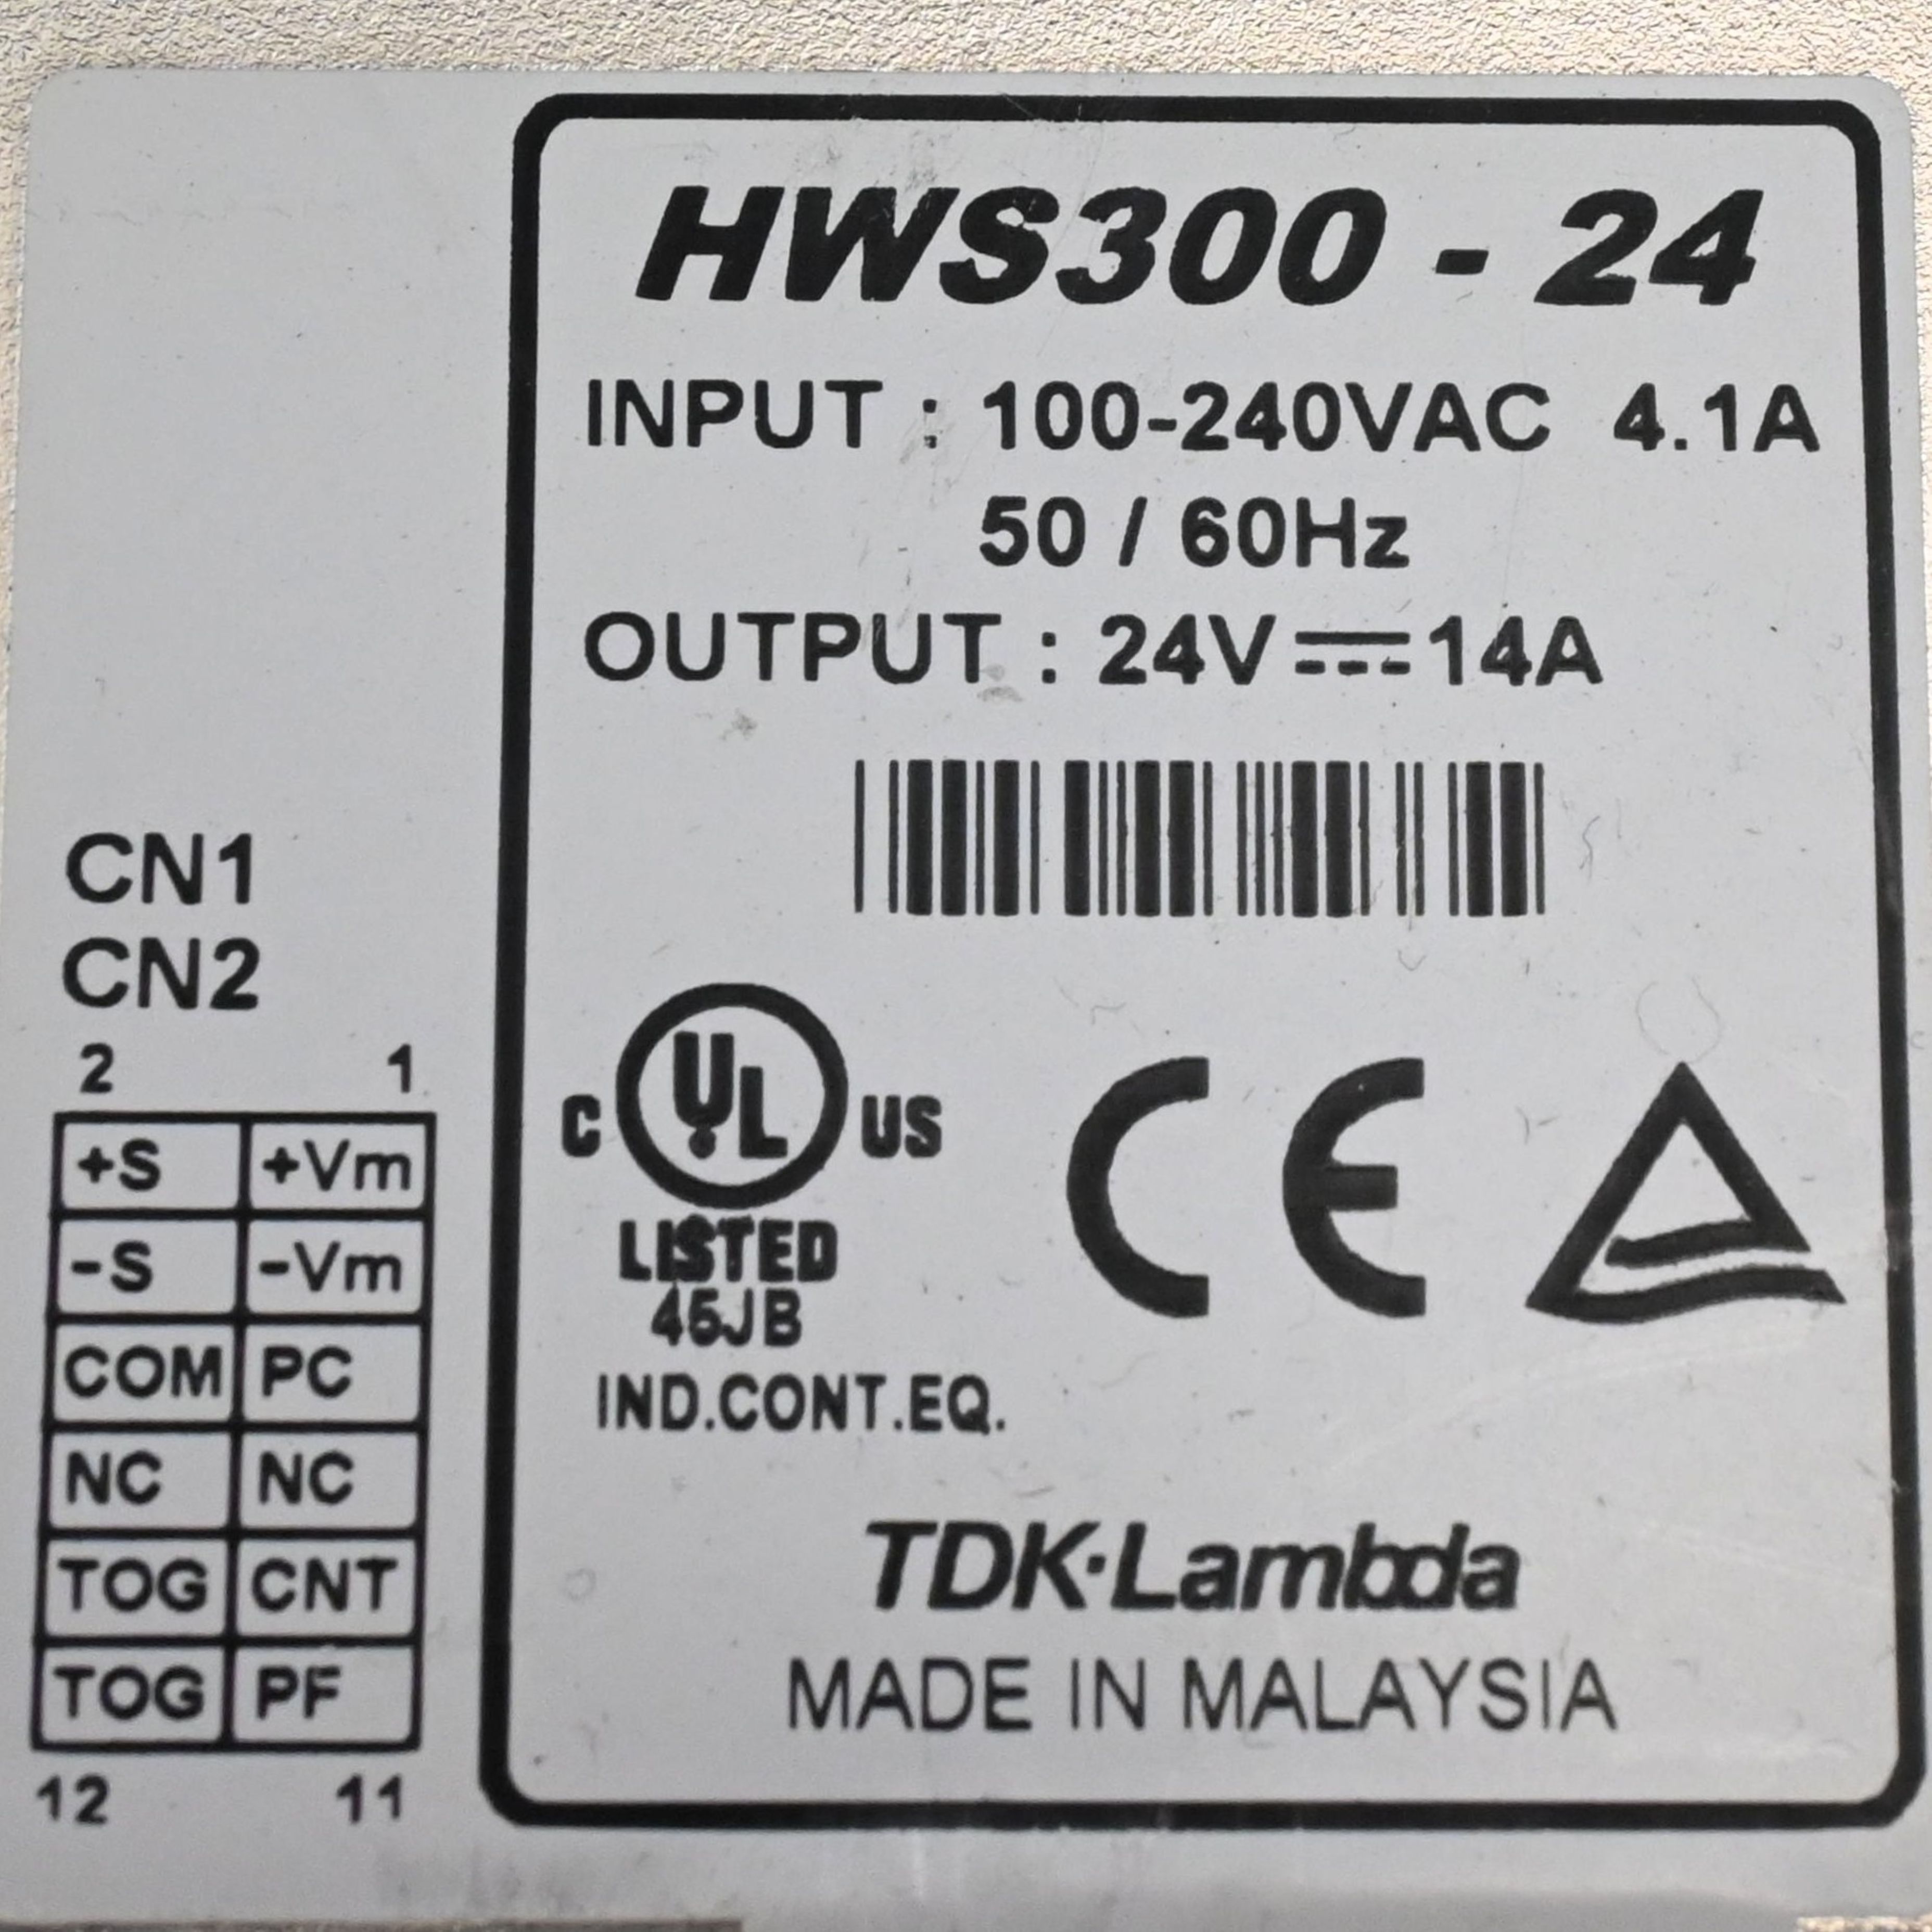 HWS300 - 24
INPUT : 100-240VAC 4.1A
50 / 60Hz
OUTPUT : 24V⎓14A
CN1
CN2
2 1
+S +Vm
-S -Vm
COM PC
NC NC
TOG CNT
TOG PF
12 11
C UL US
LISTED
45JB
IND.CONT.EQ.
CE
TDK·Lambda
MADE IN MALAYSIA